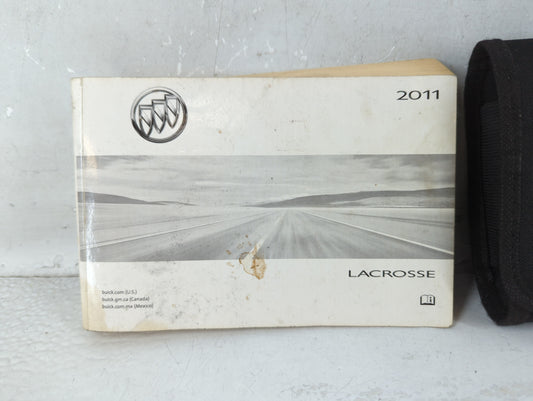 2011
LACROSSE
buick.com (U.S.)
buick.gm.ca (Canada)
buick.com.mx (Mexico)